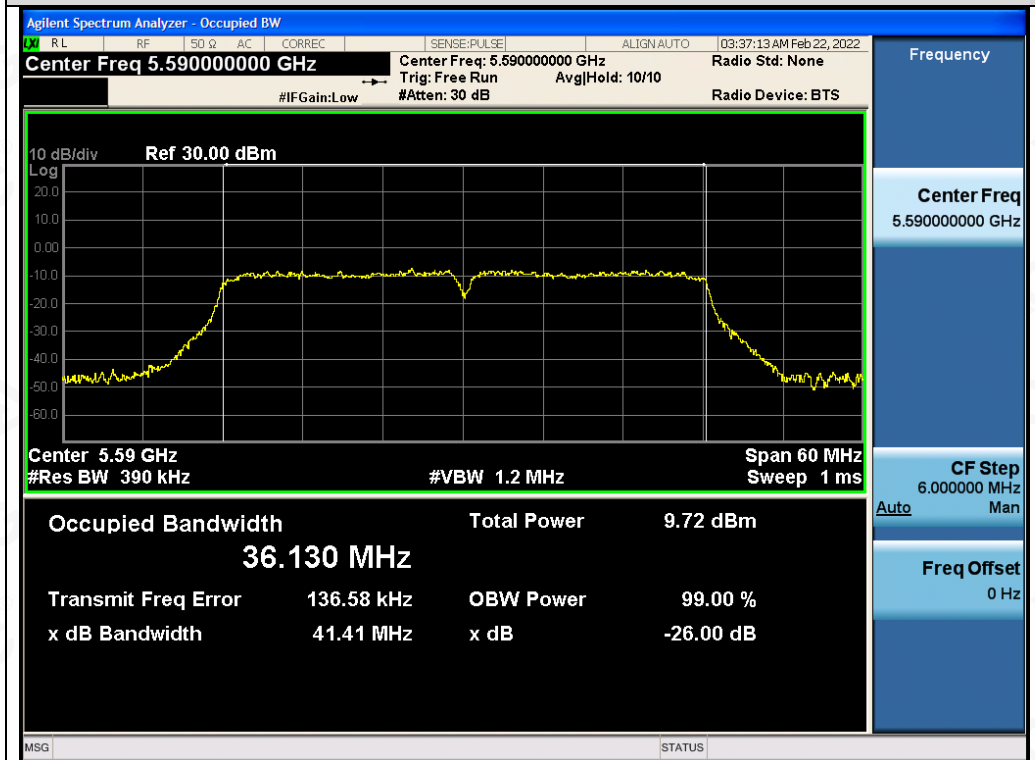 Agilent Spectrum Analyzer - Occupied BW
LXI RL RF 50 Ω AC CORREC SENSE:PULSE ALIGN AUTO 03:37:13 AM Feb 22, 2022
Center Freq 5.590000000 GHz Center Freq: 5.590000000 GHz Radio Std: None
Trig: Free Run Avg|Hold: 10/10
#IFGain:Low #Atten: 30 dB Radio Device: BTS
10 dB/div Ref 30.00 dBm
Log
20.0
10.0
0.00
-10.0
-20.0
-30.0
-40.0
-50.0
-60.0
Center 5.59 GHz Span 60 MHz
#Res BW 390 kHz #VBW 1.2 MHz Sweep 1 ms
Occupied Bandwidth Total Power 9.72 dBm
36.130 MHz
Transmit Freq Error 136.58 kHz OBW Power 99.00 %
x dB Bandwidth 41.41 MHz x dB -26.00 dB
MSG STATUS
Frequency
Center Freq
5.590000000 GHz
CF Step
6.000000 MHz
Auto Man
Freq Offset
0 Hz